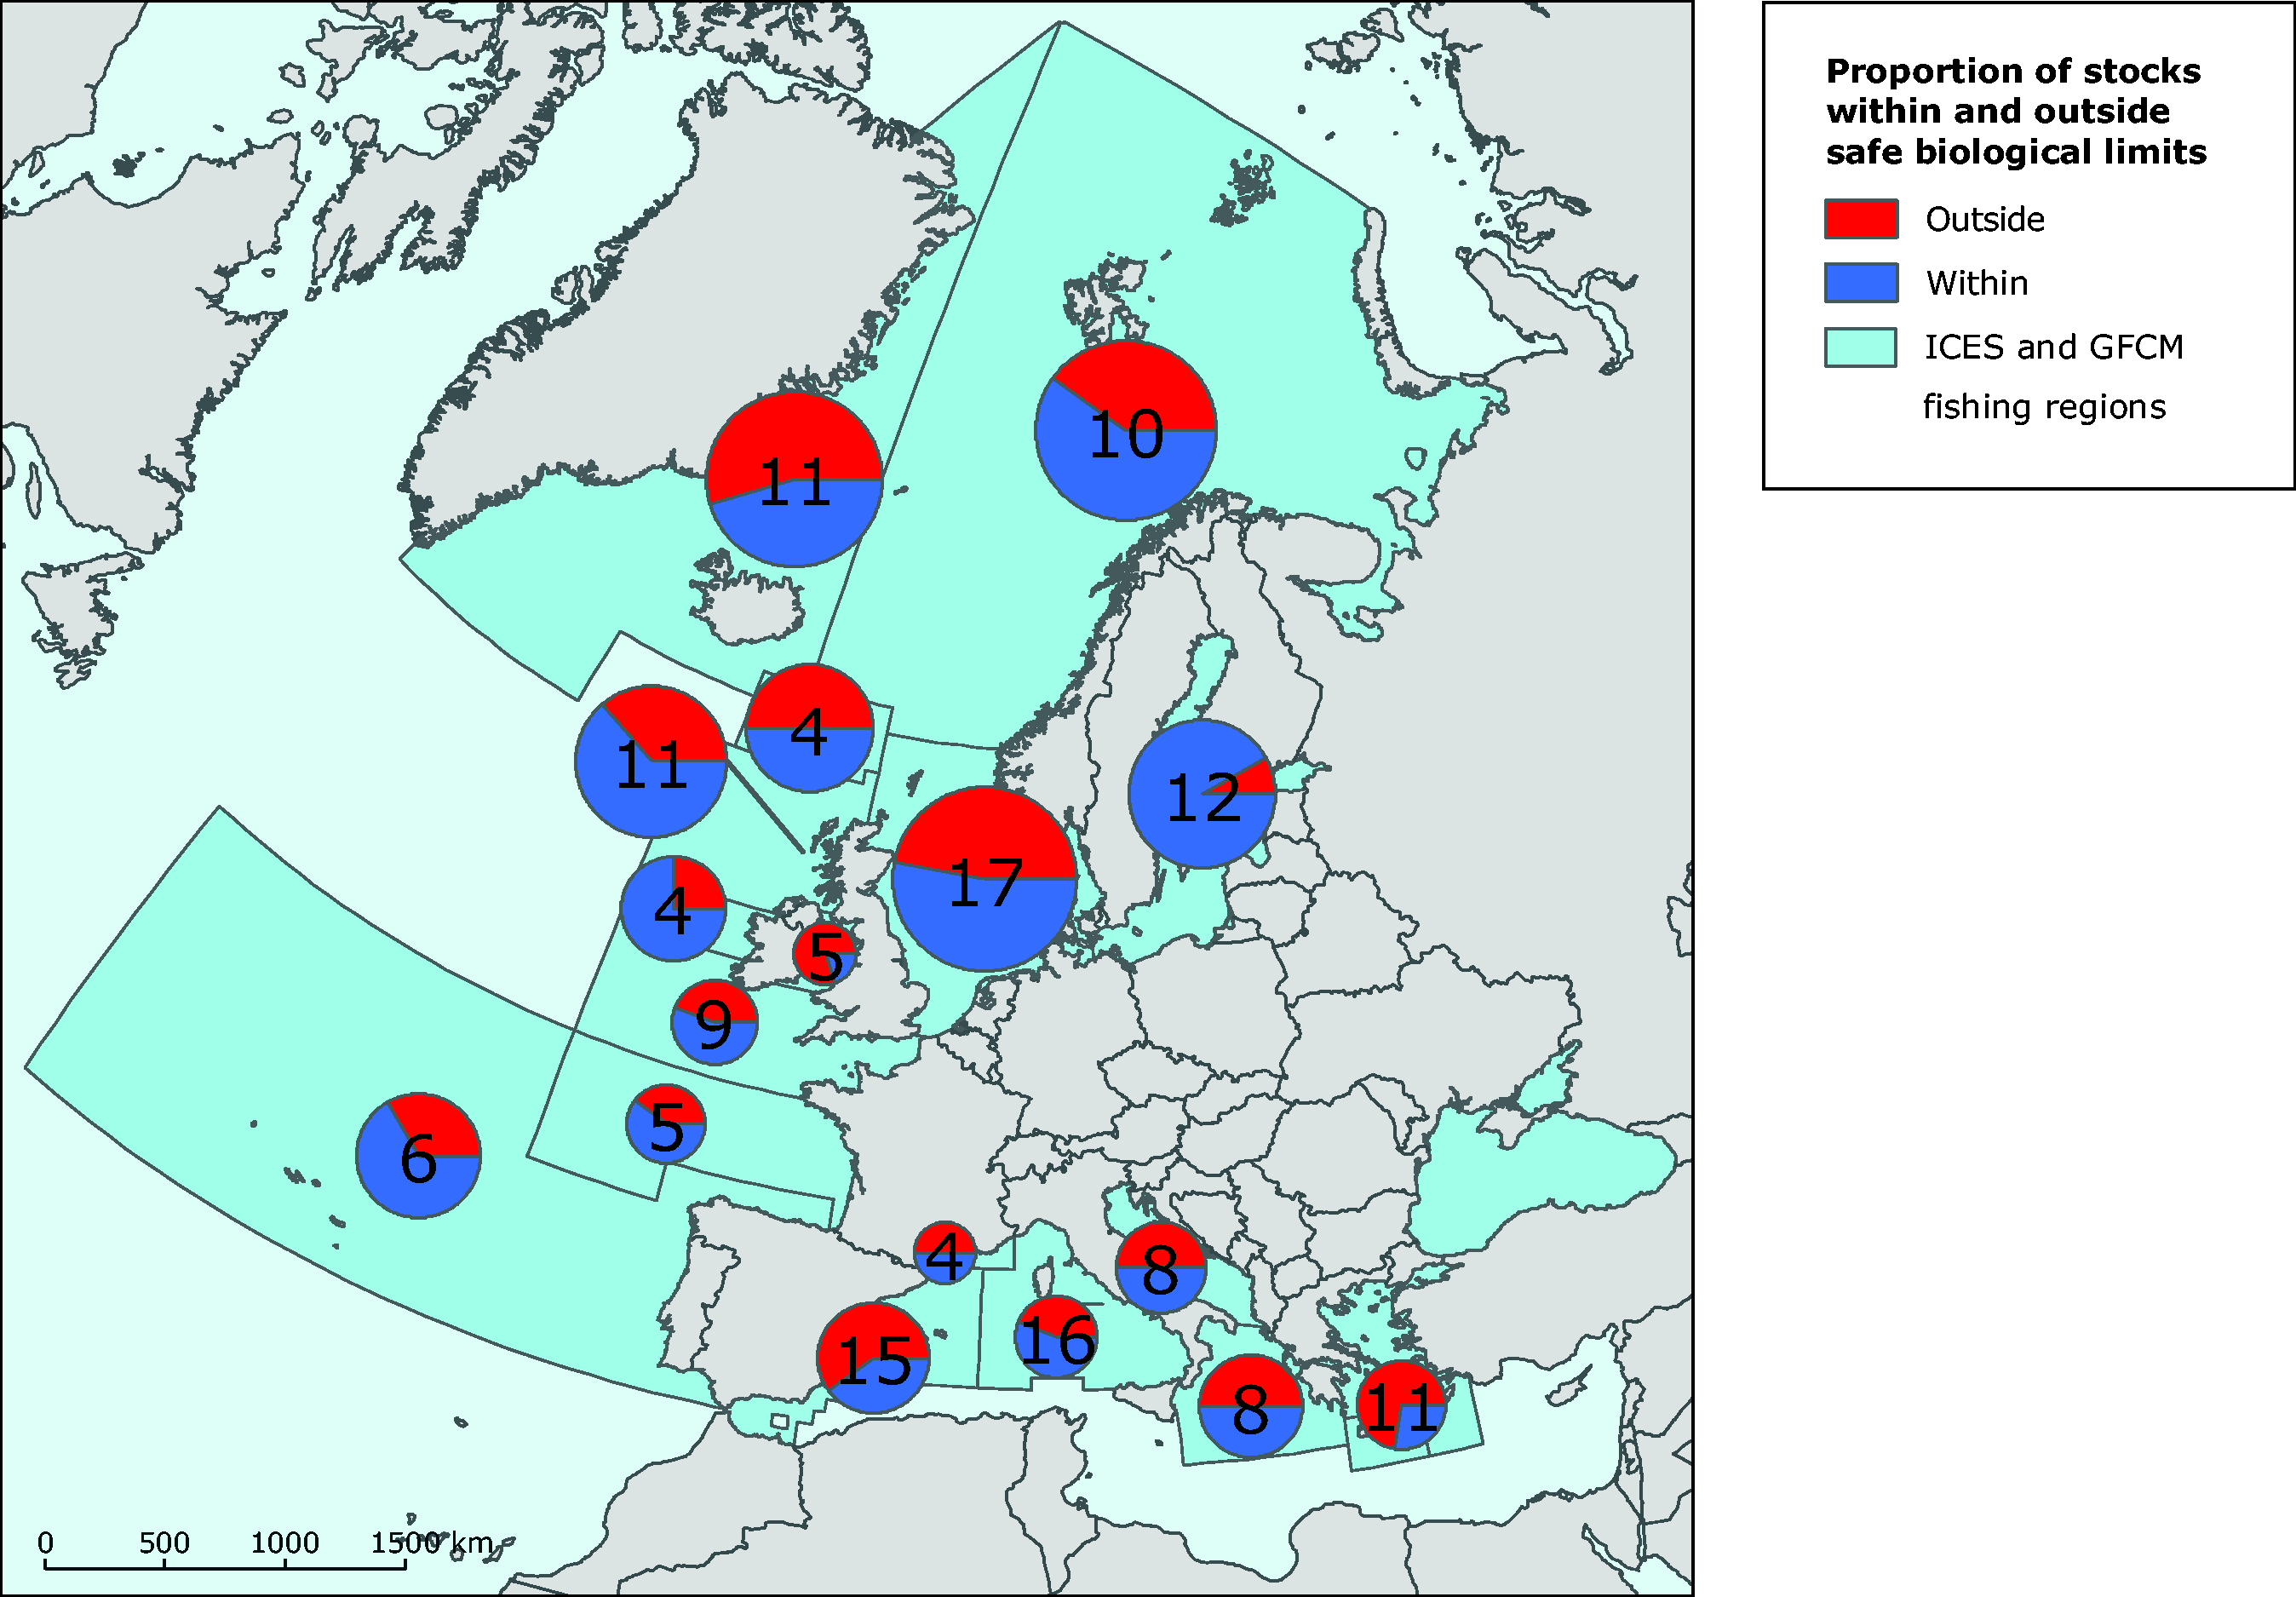 Proportion of stocks
within and outside
safe biological limits
Outside
Within
ICES and GFCM
fishing regions
10
11
4
11
12
17
4
5
9
5
6
4
8
16
15
8
11
0 500 1000 1500 km